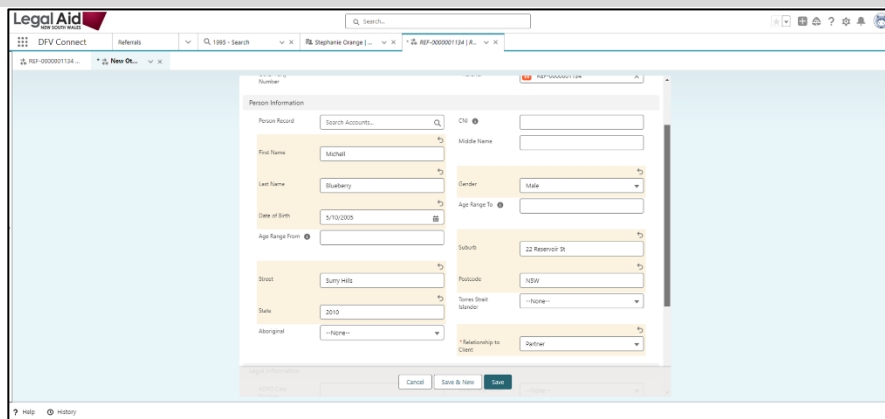 Legal Aid
NEW SOUTH WALES
Search...
DFV Connect
Referrals
1995 - Search
Stephanie Orange | ...
* REF-0000001134 | R...
REF-0000001134 ...
* New Ot...
Number
REF-0000001134
Person Information
Person Record
Search Accounts...
CNI
Middle Name
First Name
Michell
Last Name
Blueberry
Gender
Male
Age Range To
Date of Birth
5/10/2005
Age Range From
Suburb
22 Reservoir St
Street
Surry Hills
Postcode
NSW
State
2010
Torres Strait
Islander
--None--
Aboriginal
--None--
* Relationship to
Client
Partner
Legal Information
Cancel
Save & New
Save
--None--
? Help
History